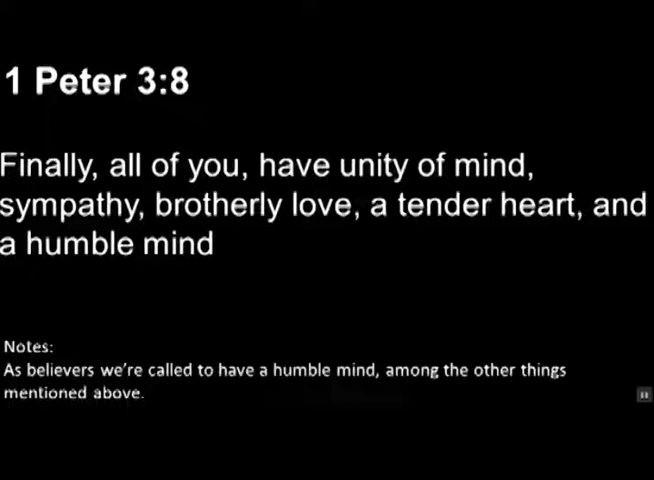 1 Peter 3:8
Finally, all of you, have unity of mind,
sympathy, brotherly love, a tender heart, and
a humble mind
Notes:
As believers we're called to have a humble mind, among the other things
mentioned above.